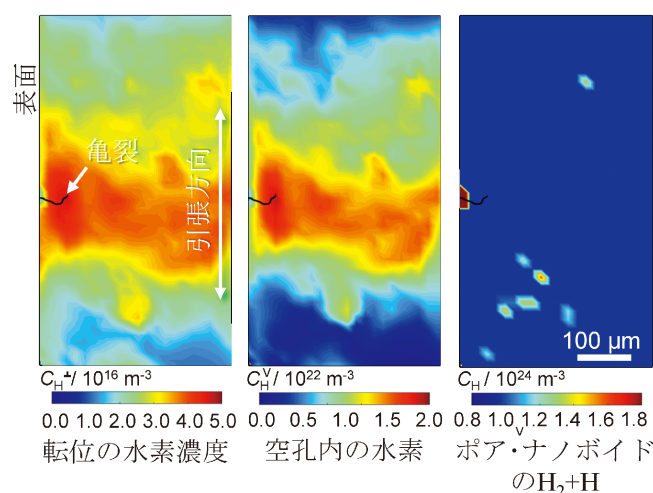 表面
亀裂
引張方向
100 µm
C_H^⊥ / 10^16 m^-3
0.0 1.0 2.0 3.0 4.0 5.0
転位の水素濃度
C_H^V / 10^22 m^-3
0.0 0.5 1.0 1.5 2.0
空孔内の水素
C_H / 10^24 m^-3
0.8 1.0 1.2 1.4 1.6 1.8
V
ポア・ナノボイド
のH₂+H